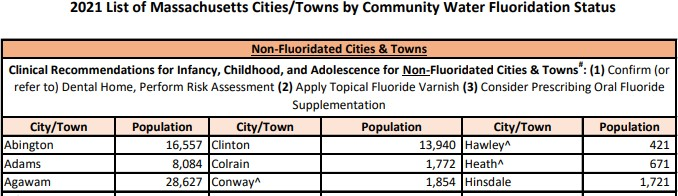 2021 List of Massachusetts Cities/Towns by Community Water Fluoridation Status
Non-Fluoridated Cities & Towns
Clinical Recommendations for Infancy, Childhood, and Adolescence for Non-Fluoridated Cities & Towns#: (1) Confirm (or
refer to) Dental Home, Perform Risk Assessment (2) Apply Topical Fluoride Varnish (3) Consider Prescribing Oral Fluoride
Supplementation
City/Town Population City/Town Population City/Town Population
Abington 16,557 Clinton 13,940 Hawley^ 421
Adams 8,084 Colrain 1,772 Heath^ 671
Agawam 28,627 Conway^ 1,854 Hinsdale 1,721